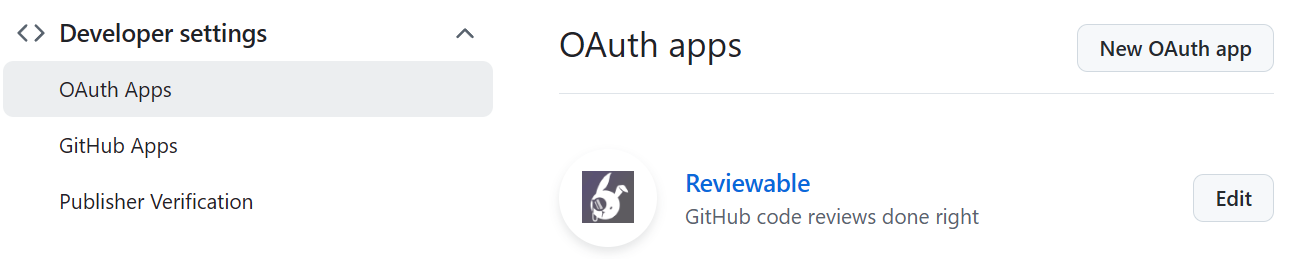 Developer settings
OAuth Apps
GitHub Apps
Publisher Verification
OAuth apps
New OAuth app
Reviewable
GitHub code reviews done right
Edit